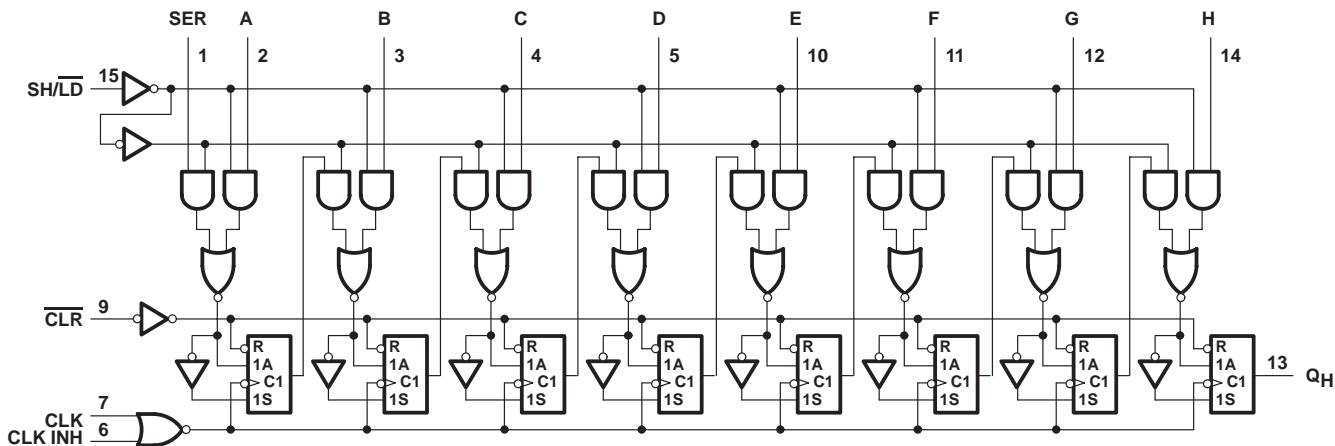 SER A B C D E F G H
1 2 3 4 5 10 11 12 14
SH/L̅D̅ 15
C̅L̅R̅ 9
R R R R R R R R
1A 1A 1A 1A 1A 1A 1A 1A
C1 C1 C1 C1 C1 C1 C1 C1
1S 1S 1S 1S 1S 1S 1S 1S
13 QH
CLK 7
CLK INH 6